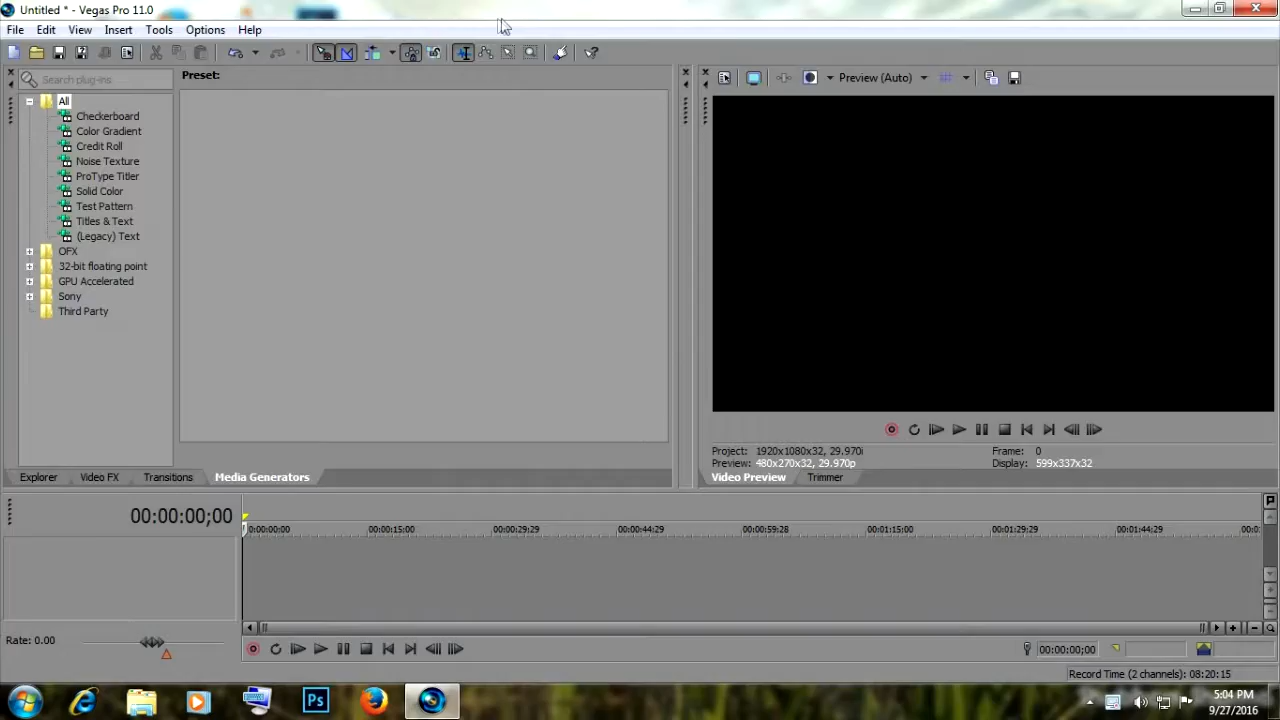 Untitled * - Vegas Pro 11.0
File Edit View Insert Tools Options Help
Search plug-ins
Preset:
Preview (Auto)
All
Checkerboard
Color Gradient
Credit Roll
Noise Texture
ProType Titler
Solid Color
Test Pattern
Titles & Text
(Legacy) Text
OFX
32-bit floating point
GPU Accelerated
Sony
Third Party
Project: 1920x1080x32, 29.970i Frame: 0
Preview: 480x270x32, 29.970p Display: 599x337x32
Explorer Video FX Transitions Media Generators
Video Preview Trimmer
00:00:00;00
0:00:00:00 00:00:15:00 00:00:29:29 00:00:44:29 00:00:59:28 00:01:15:00 00:01:29:29 00:01:44:29 00:0
Rate: 0.00
00:00:00;00
Record Time (2 channels): 08:20:15
Ps
5:04 PM
9/27/2016